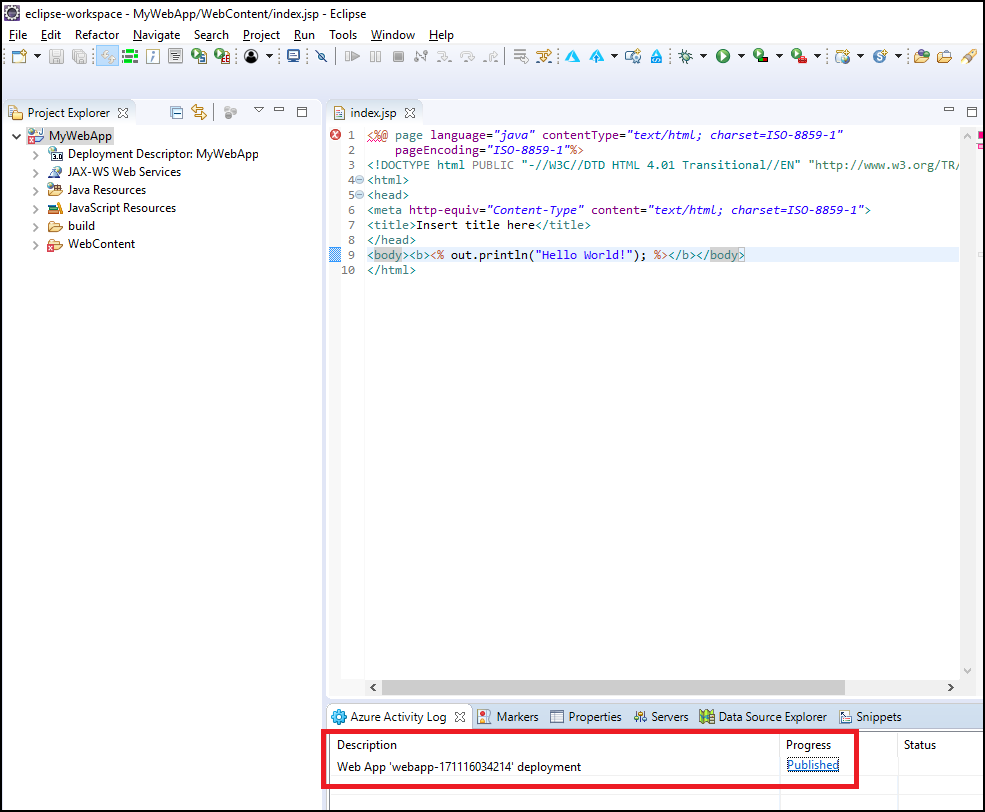 eclipse-workspace - MyWebApp/WebContent/index.jsp - Eclipse
File Edit Refactor Navigate Search Project Run Tools Window Help
Project Explorer
MyWebApp
Deployment Descriptor: MyWebApp
JAX-WS Web Services
Java Resources
JavaScript Resources
build
WebContent
index.jsp
1 <%@ page language="java" contentType="text/html; charset=ISO-8859-1"
2 pageEncoding="ISO-8859-1"%>
3 <!DOCTYPE html PUBLIC "-//W3C//DTD HTML 4.01 Transitional//EN" "http://www.w3.org/TR/
4 <html>
5 <head>
6 <meta http-equiv="Content-Type" content="text/html; charset=ISO-8859-1">
7 <title>Insert title here</title>
8 </head>
9 <body><b><% out.println("Hello World!"); %></b></body>
10 </html>
Azure Activity Log Markers Properties Servers Data Source Explorer Snippets
Description Progress Status
Web App 'webapp-171116034214' deployment Published